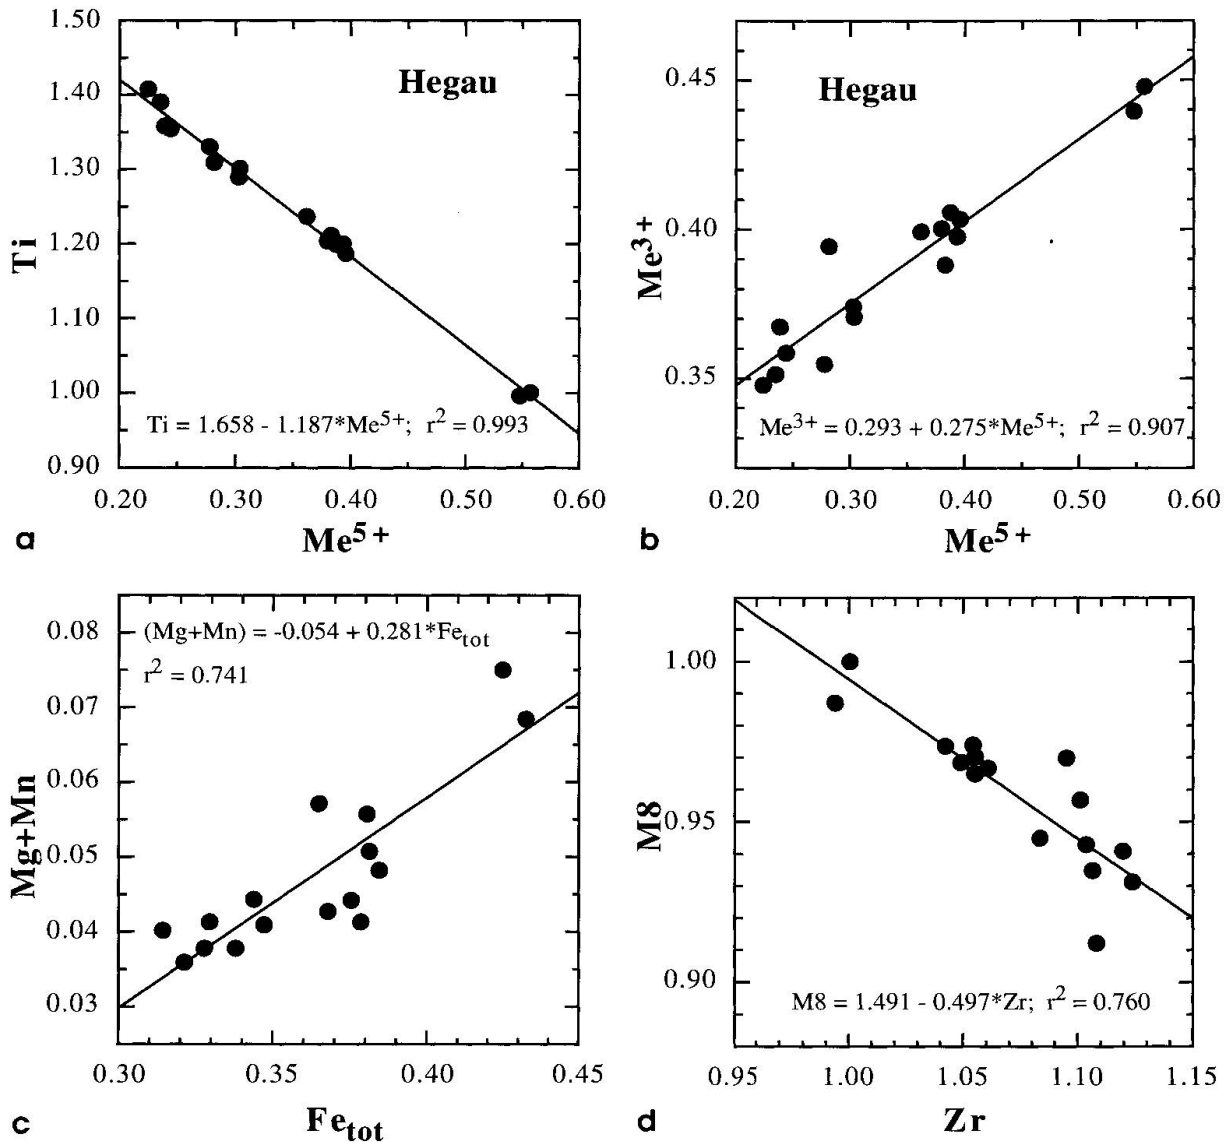 1.50
1.40
1.30
1.20
1.10
1.00
0.90
Ti
Hegau
Ti = 1.658 - 1.187*Me5+; r2 = 0.993
0.20 0.30 0.40 0.50 0.60
a
Me5+
0.45
0.40
0.35
Me3+
Hegau
Me3+ = 0.293 + 0.275*Me5+; r2 = 0.907
0.20 0.30 0.40 0.50 0.60
b
Me5+
0.08
0.07
0.06
0.05
0.04
0.03
Mg+Mn
(Mg+Mn) = -0.054 + 0.281*Fetot
r2 = 0.741
0.30 0.35 0.40 0.45
c
Fetot
1.00
0.95
0.90
M8
M8 = 1.491 - 0.497*Zr; r2 = 0.760
0.95 1.00 1.05 1.10 1.15
d
Zr